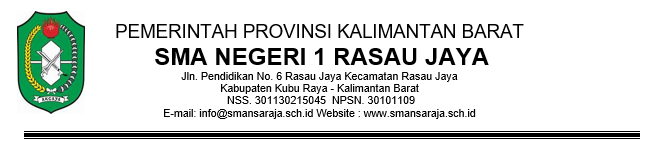 PEMERINTAH PROVINSI KALIMANTAN BARAT
SMA NEGERI 1 RASAU JAYA
Jln. Pendidikan No. 6 Rasau Jaya Kecamatan Rasau Jaya
Kabupaten Kubu Raya - Kalimantan Barat
NSS. 301130215045 NPSN. 30101109
E-mail: info@smansaraja.sch.id Website : www.smansaraja.sch.id
AKCAYA